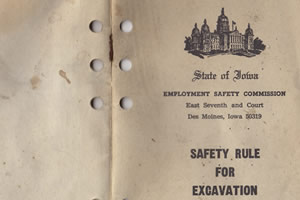 State of Iowa
EMPLOYMENT SAFETY COMMISSION
East Seventh and Court
Des Moines, Iowa 50319
SAFETY RULE
FOR
EXCAVATION